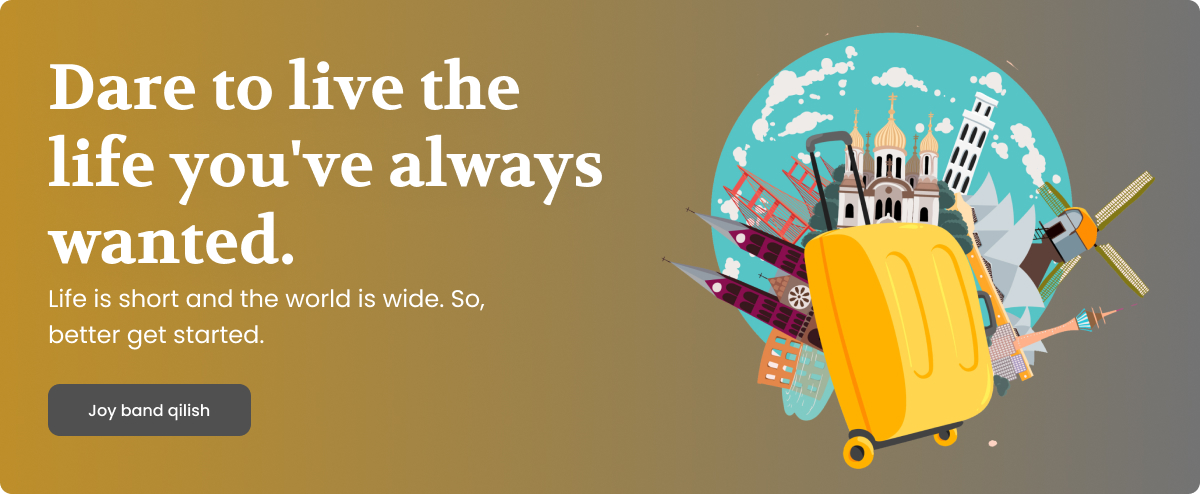 Dare to live the
life you've always
wanted.
Life is short and the world is wide. So,
better get started.
Joy band qilish